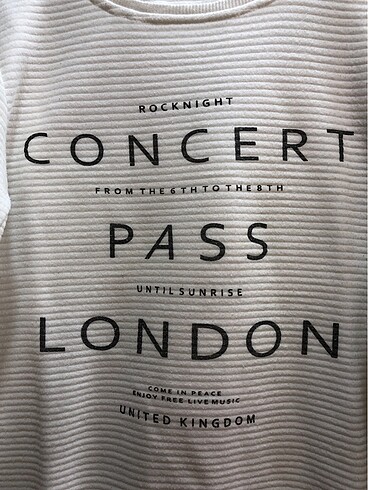 ROCKNIGHT
CONCERT
FROM THE 6TH TO THE 8TH
PASS
UNTIL SUNRISE
LONDON
COME IN PEACE
ENJOY FREE LIVE MUSIC
UNITED KINGDOM